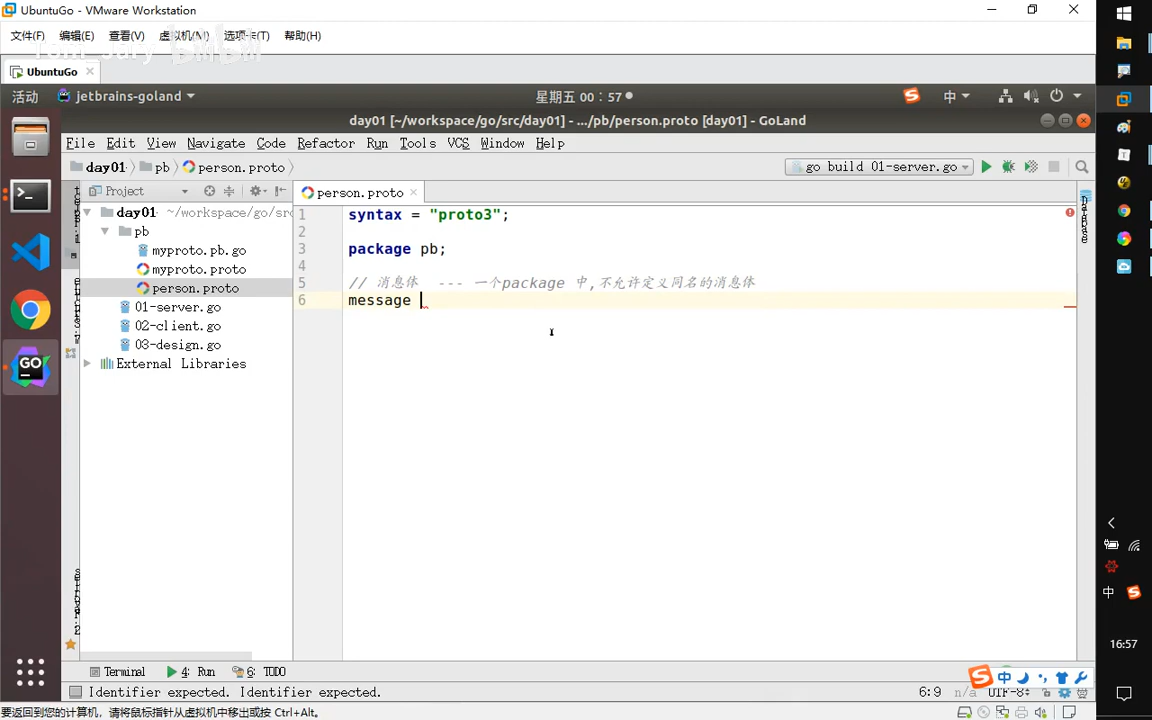 UbuntuGo - VMware Workstation
文件(F) 编辑(E) 查看(V) 虚拟机(M) 选项卡(T) 帮助(H)
UbuntuGo
活动 jetbrains-goland 星期五 00：57 中
day01 [~/workspace/go/src/day01] - .../pb/person.proto [day01] - GoLand
File Edit View Navigate Code Refactor Run Tools VCS Window Help
day01 pb person.proto go build 01-server.go
Project person.proto
day01 ~/workspace/go/src
pb
myproto.pb.go
myproto.proto
person.proto
01-server.go
02-client.go
03-design.go
External Libraries
1 syntax = "proto3";
2
3 package pb;
4
5 // 消息体 --- 一个package 中,不允许定义同名的消息体
6 message
Database
Terminal 4: Run 6: TODO
中
Identifier expected. Identifier expected. 6:9 n/a UTF-8
要返回到您的计算机，请将鼠标指针从虚拟机中移出或按 Ctrl+Alt。
中
16:57